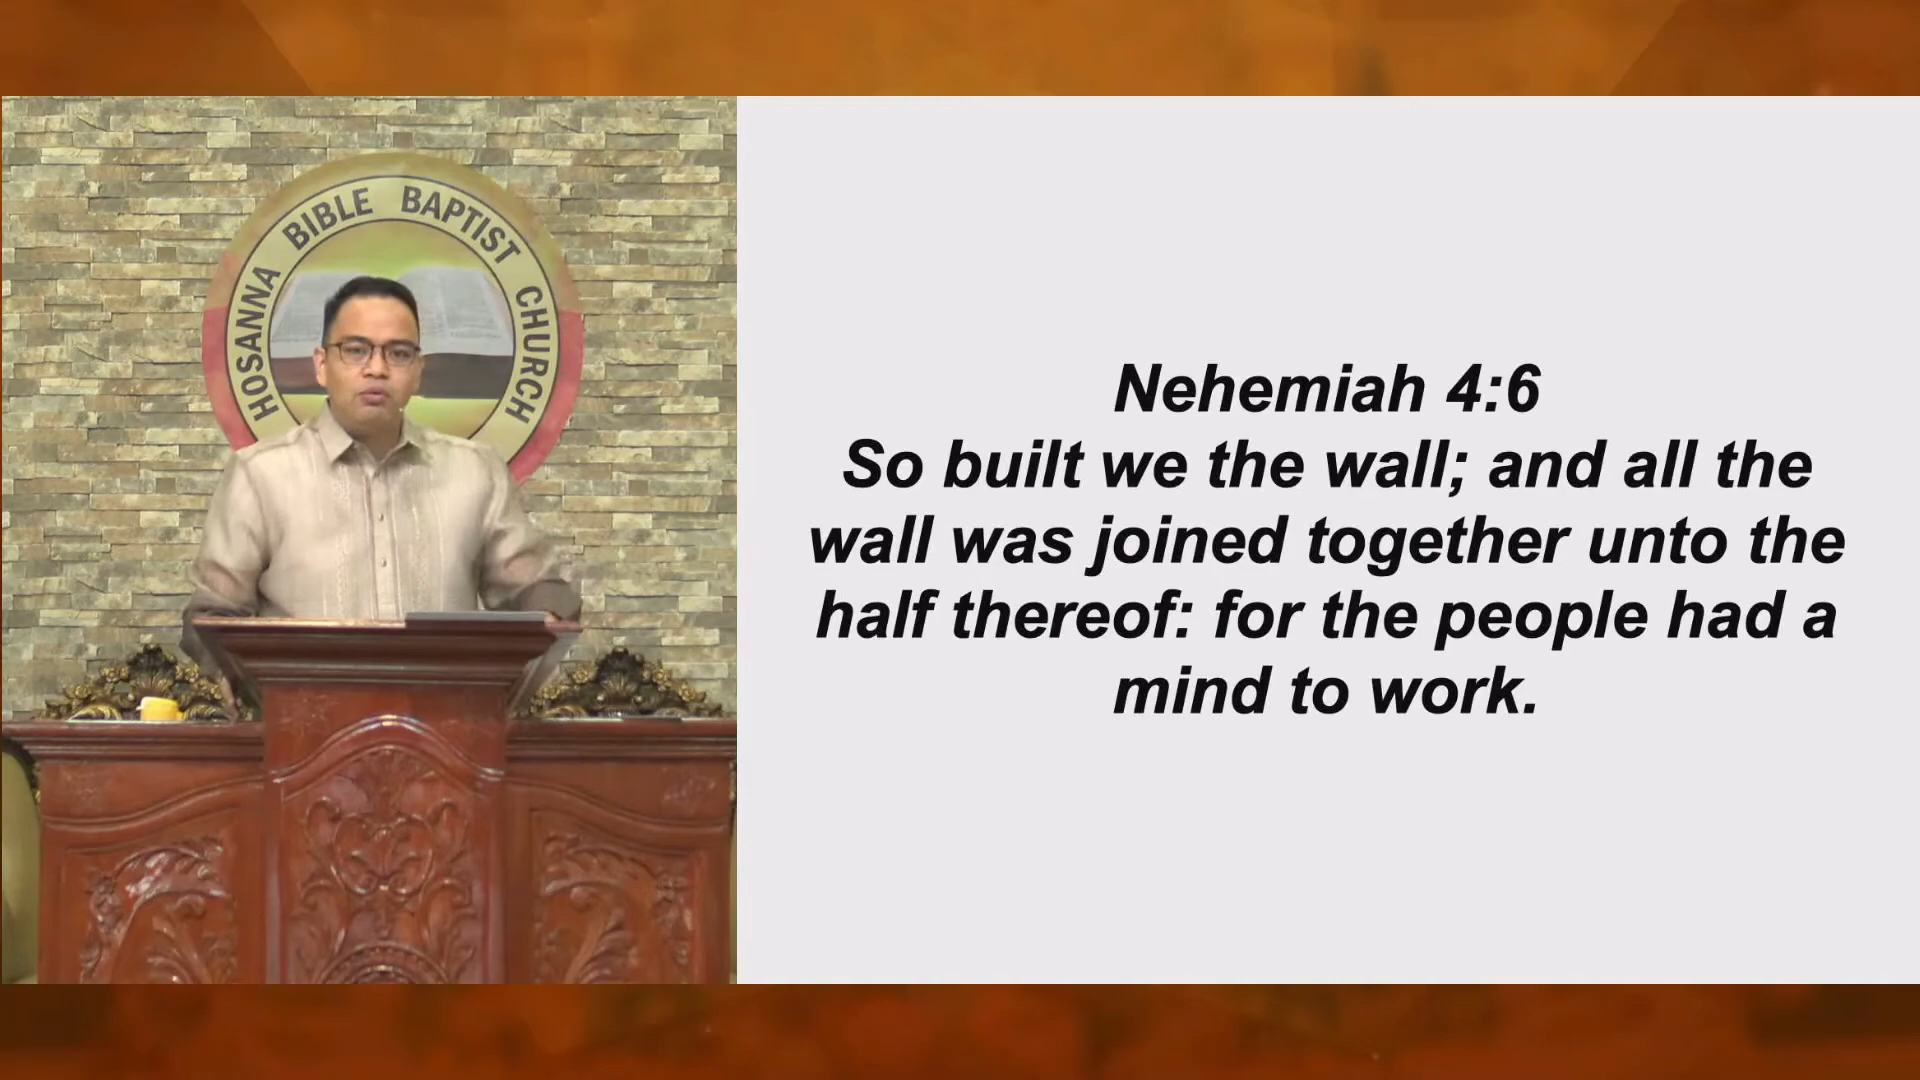 HOSANNA BIBLE BAPTIST CHURCH
Nehemiah 4:6
So built we the wall; and all the
wall was joined together unto the
half thereof: for the people had a
mind to work.